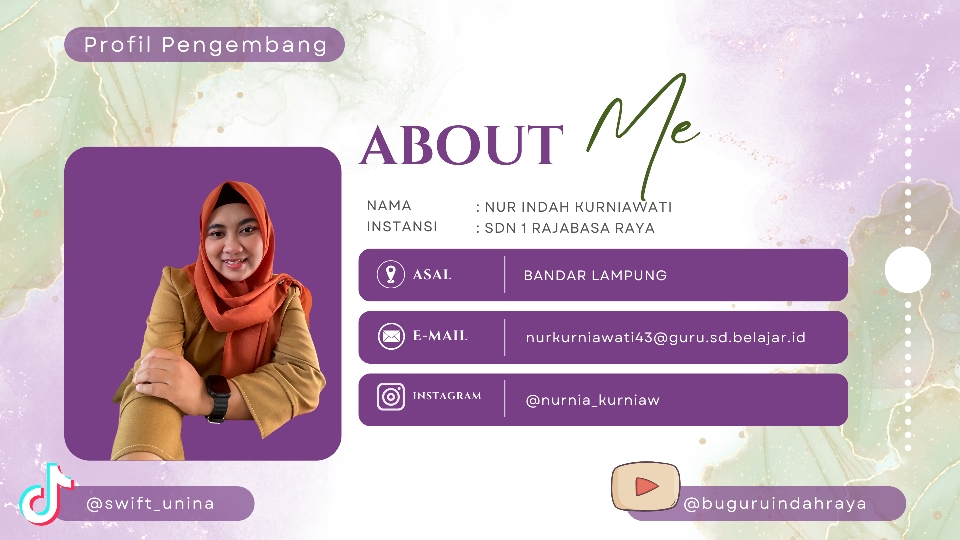 Profil Pengembang
ABOUT Me
NAMA : NUR INDAH KURNIAWATI
INSTANSI : SDN 1 RAJABASA RAYA
ASAL BANDAR LAMPUNG
E-MAIL nurkurniawati43@guru.sd.belajar.id
INSTAGRAM @nurnia_kurniaw
@swift_unina
@buguruindahraya